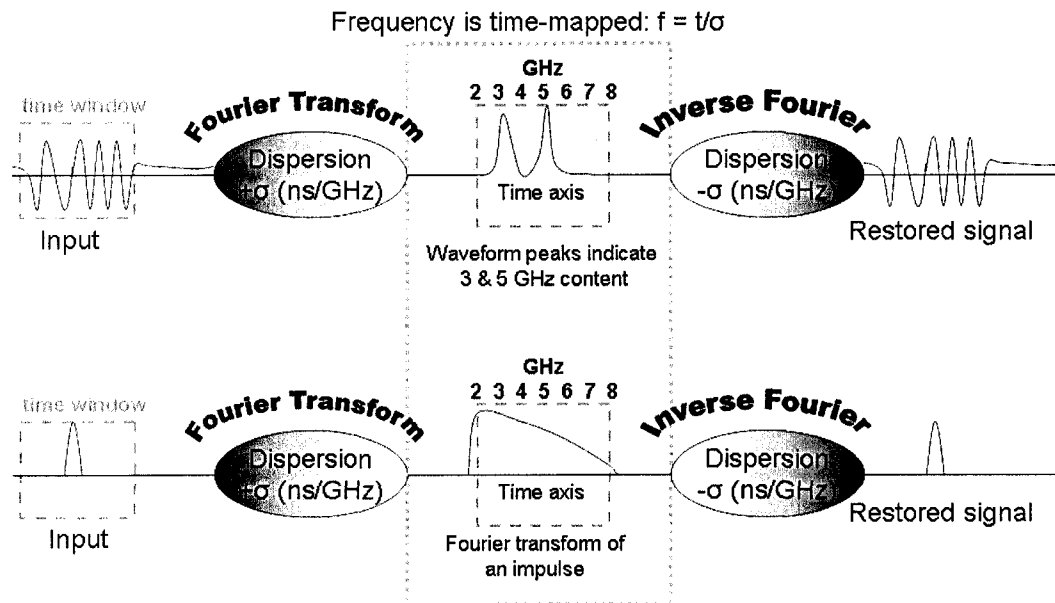 Frequency is time-mapped: f = t/σ
time window
Fourier Transform
Dispersion
+σ (ns/GHz)
Input
GHz
2 3 4 5 6 7 8
Time axis
Waveform peaks indicate
3 & 5 GHz content
Inverse Fourier
Dispersion
-σ (ns/GHz)
Restored signal
time window
Fourier Transform
Dispersion
+σ (ns/GHz)
Input
GHz
2 3 4 5 6 7 8
Time axis
Fourier transform of
an impulse
Inverse Fourier
Dispersion
-σ (ns/GHz)
Restored signal